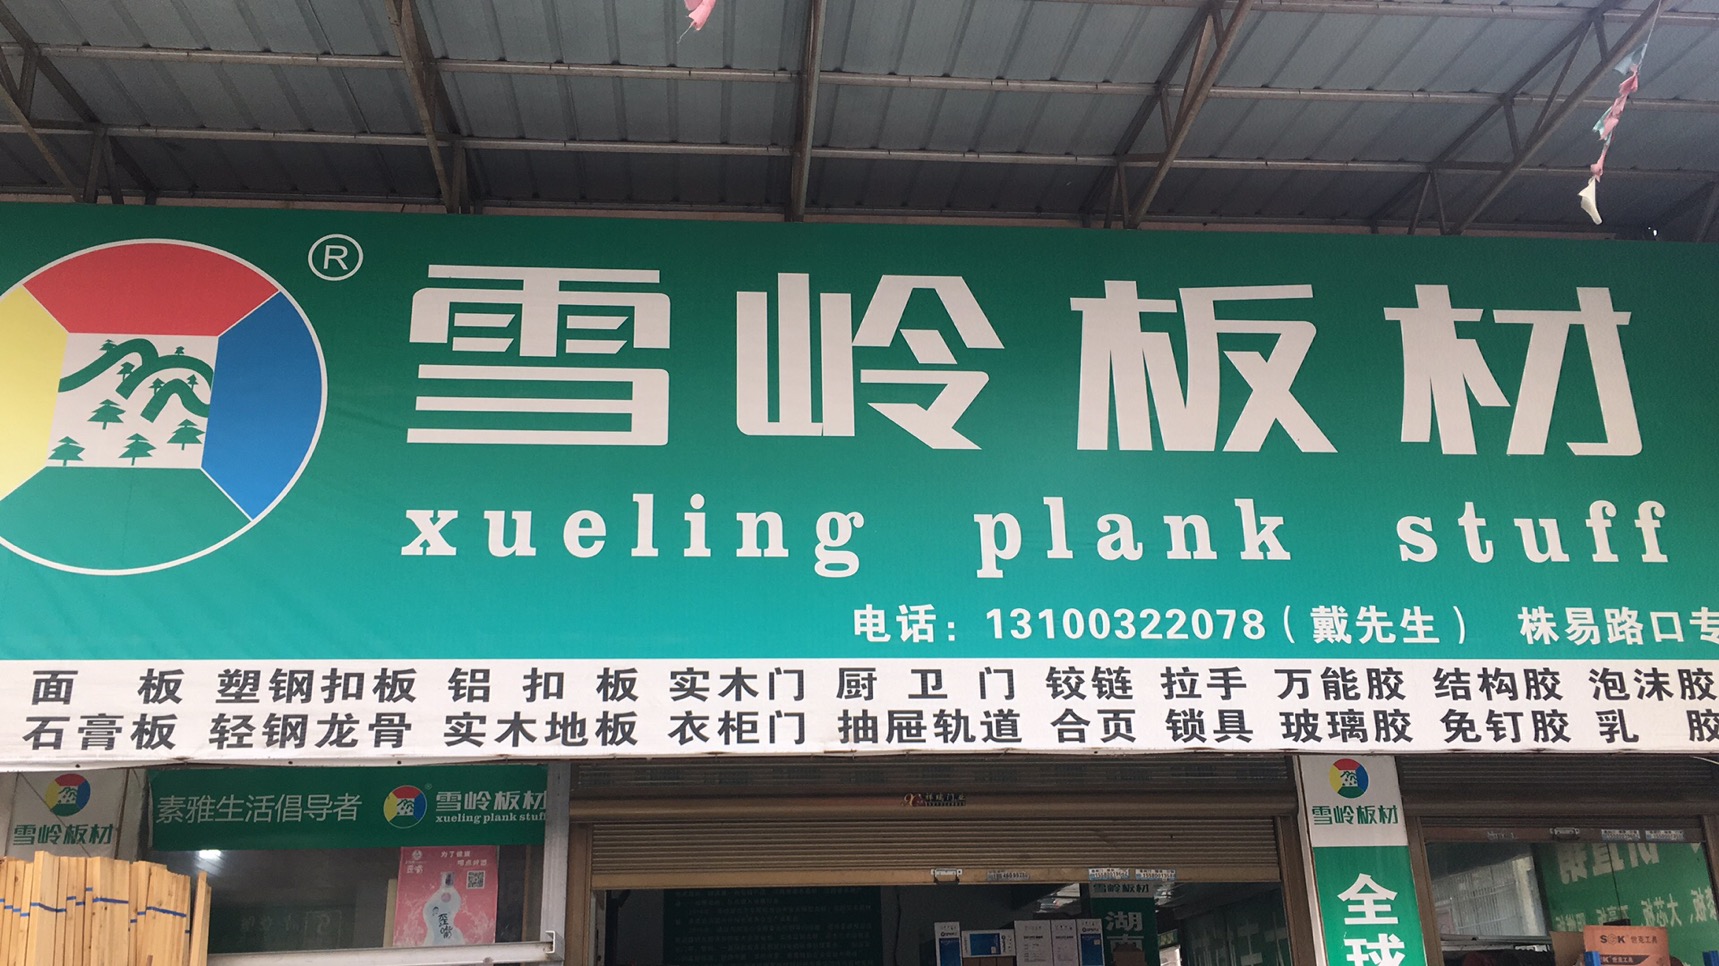 ®
雪岭板材
xueling plank stuff
电话：13100322078（戴先生） 株易路口专
面 板 塑钢扣板 铝扣板 实木门 厨卫门 铰链 拉手 万能胶 结构胶 泡沫胶
石膏板 轻钢龙骨 实木地板 衣柜门 抽屉轨道 合页 锁具 玻璃胶 免钉胶 乳 胶
雪岭板材
素雅生活倡导者
雪岭板材
xueling plank stuff
雪岭板材
全球
雪岭板材
湖南